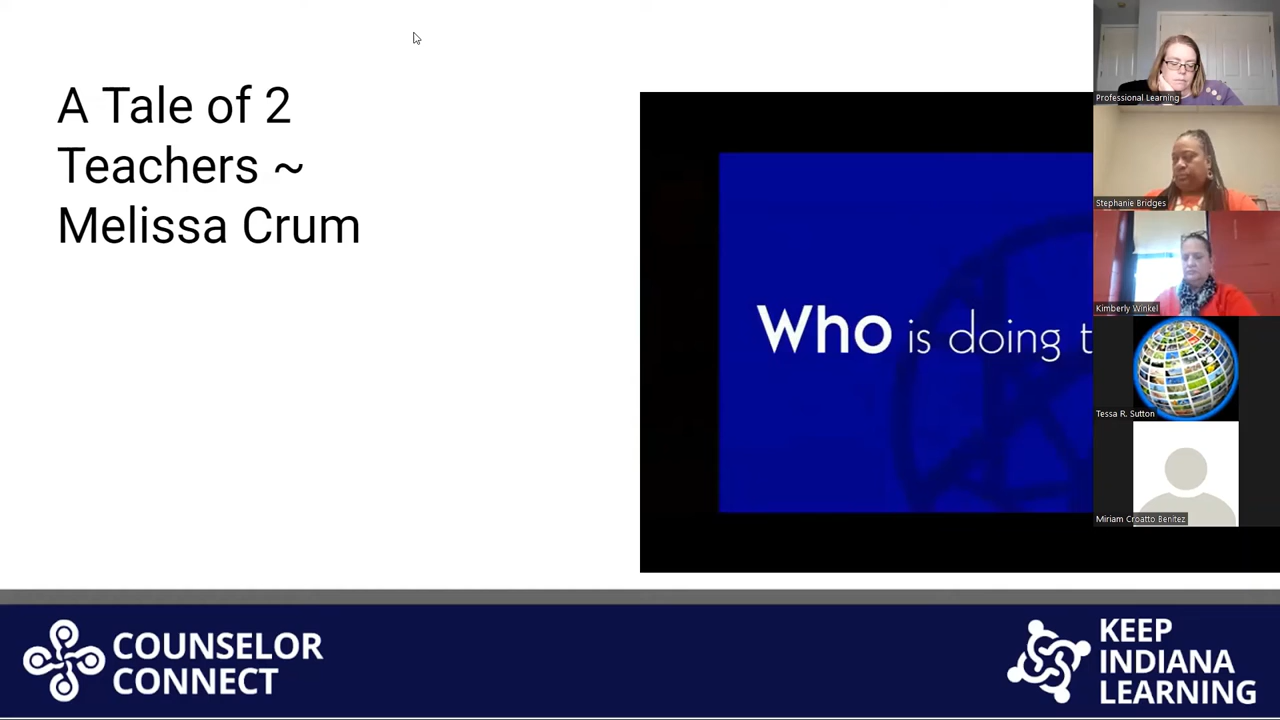 A Tale of 2
Teachers ~
Melissa Crum
Who is doing t
Professional Learning
Stephanie Bridges
Kimberly Winkel
Tessa R. Sutton
Miriam Croatto Benitez
COUNSELOR
CONNECT
KEEP
INDIANA
LEARNING